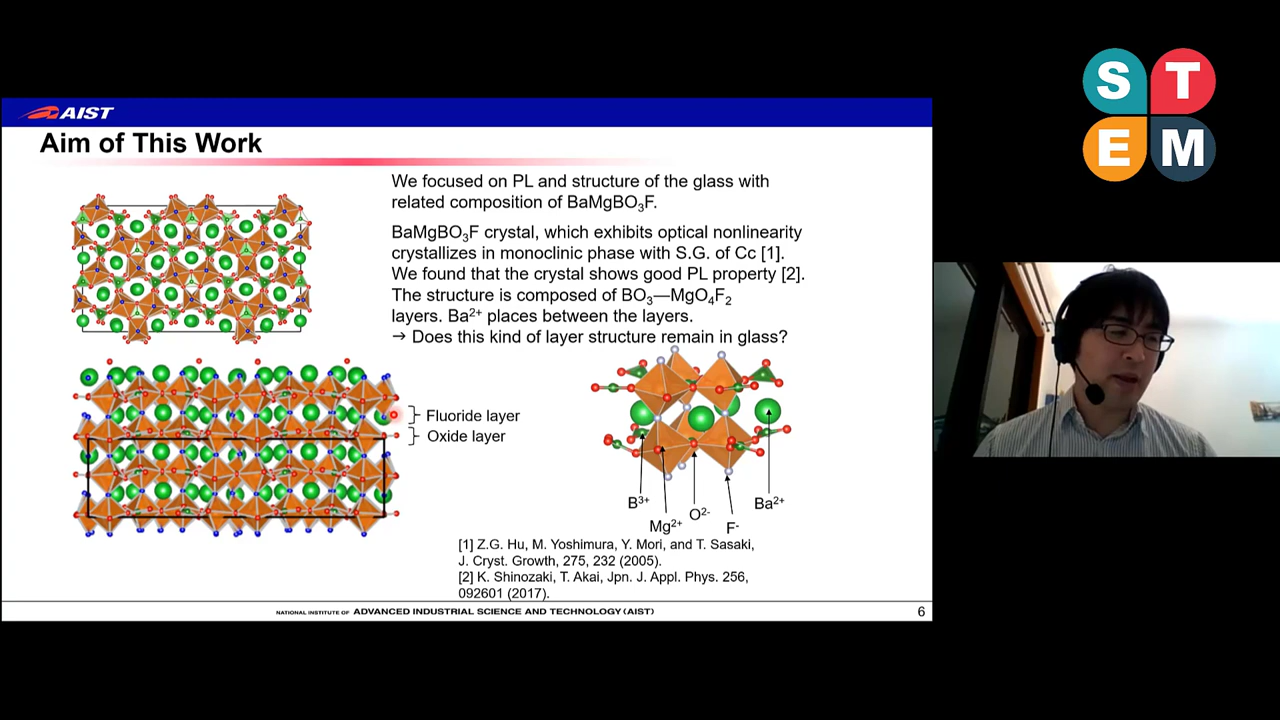 AIST
Aim of This Work
We focused on PL and structure of the glass with
related composition of BaMgBO₃F.
BaMgBO₃F crystal, which exhibits optical nonlinearity
crystallizes in monoclinic phase with S.G. of Cc [1].
We found that the crystal shows good PL property [2].
The structure is composed of BO₃—MgO₄F₂
layers. Ba²⁺ places between the layers.
→ Does this kind of layer structure remain in glass?
Fluoride layer
Oxide layer
B³⁺
Mg²⁺
O²⁻
F⁻
Ba²⁺
[1] Z.G. Hu, M. Yoshimura, Y. Mori, and T. Sasaki,
J. Cryst. Growth, 275, 232 (2005).
[2] K. Shinozaki, T. Akai, Jpn. J. Appl. Phys. 256,
092601 (2017).
NATIONAL INSTITUTE OF ADVANCED INDUSTRIAL SCIENCE AND TECHNOLOGY (AIST)
6
S T
E M